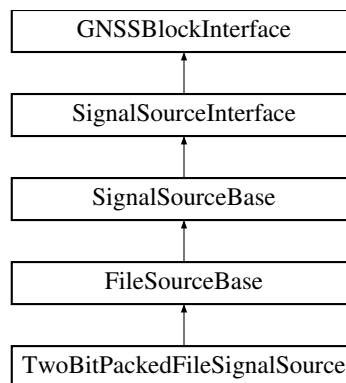 GNSSBlockInterface
SignalSourceInterface
SignalSourceBase
FileSourceBase
TwoBitPackedFileSignalSource